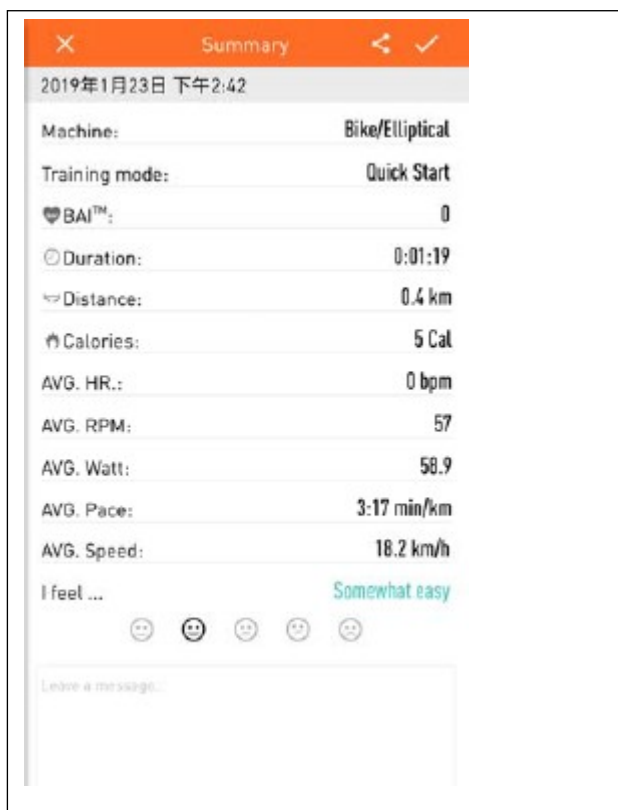 Summary
2019年1月23日 下午2:42
Machine: Bike/Elliptical
Training mode: Quick Start
BAI™: 0
Duration: 0:01:19
Distance: 0.4 km
Calories: 5 Cal
AVG. HR.: 0 bpm
AVG. RPM: 57
AVG. Watt: 58.9
AVG. Pace: 3:17 min/km
AVG. Speed: 18.2 km/h
I feel ... Somewhat easy
Leave a message...